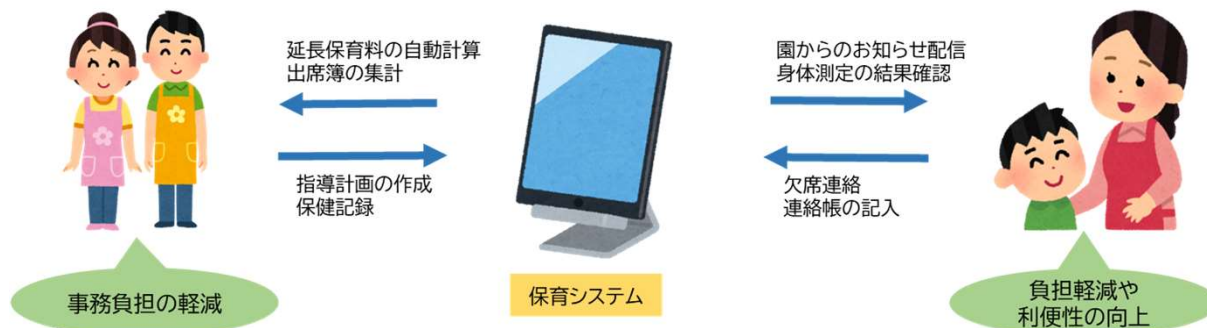 延長保育料の自動計算
出席簿の集計
指導計画の作成
保健記録
事務負担の軽減
保育システム
園からのお知らせ配信
身体測定の結果確認
欠席連絡
連絡帳の記入
負担軽減や
利便性の向上